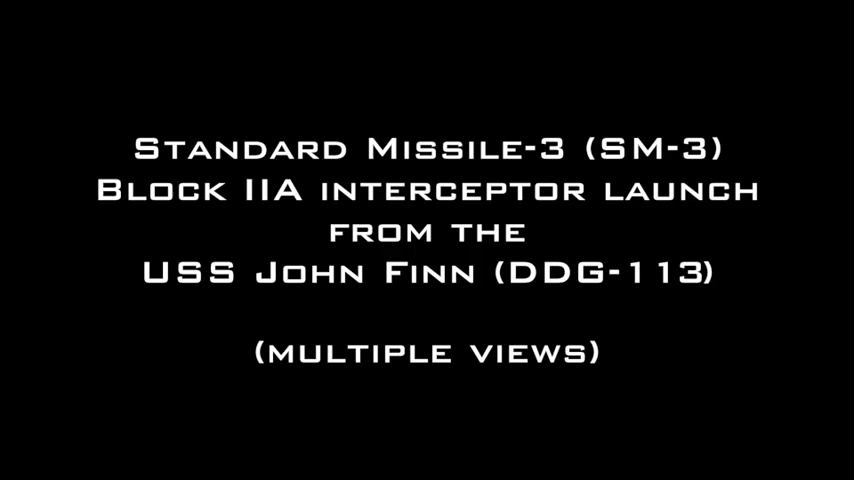 Standard Missile-3 (SM-3)
Block IIA interceptor launch
from the
USS John Finn (DDG-113)
(multiple views)